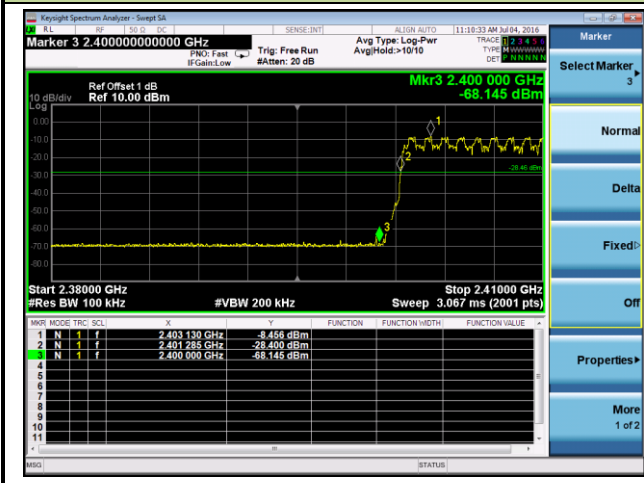 Keysight Spectrum Analyzer - Swept SA
RL RF 50 Ω DC SENSE:INT ALIGN AUTO 11:10:33 AM Jul 04, 2016
Marker 3 2.400000000000 GHz
PNO: Fast
IFGain:Low
Trig: Free Run
#Atten: 20 dB
Avg Type: Log-Pwr
Avg|Hold:>10/10
TRACE 1 2 3 4 5 6
TYPE M WWWWW
DET P N N N N N
Ref Offset 1 dB
10 dB/div Ref 10.00 dBm
Log
Mkr3 2.400 000 GHz
-68.145 dBm
0.00
-10.0
-20.0
-30.0
-40.0
-50.0
-60.0
-70.0
-80.0
1
2
3
-28.46 dBm
Start 2.38000 GHz Stop 2.41000 GHz
#Res BW 100 kHz #VBW 200 kHz Sweep 3.067 ms (2001 pts)
MKR MODE TRC SCL X Y FUNCTION FUNCTION WIDTH FUNCTION VALUE
1 N 1 f 2.403 130 GHz -8.456 dBm
2 N 1 f 2.401 285 GHz -28.400 dBm
3 N 1 f 2.400 000 GHz -68.145 dBm
4
5
6
7
8
9
10
11
MSG STATUS
Marker
Select Marker
3
Normal
Delta
Fixed
Off
Properties
More
1 of 2